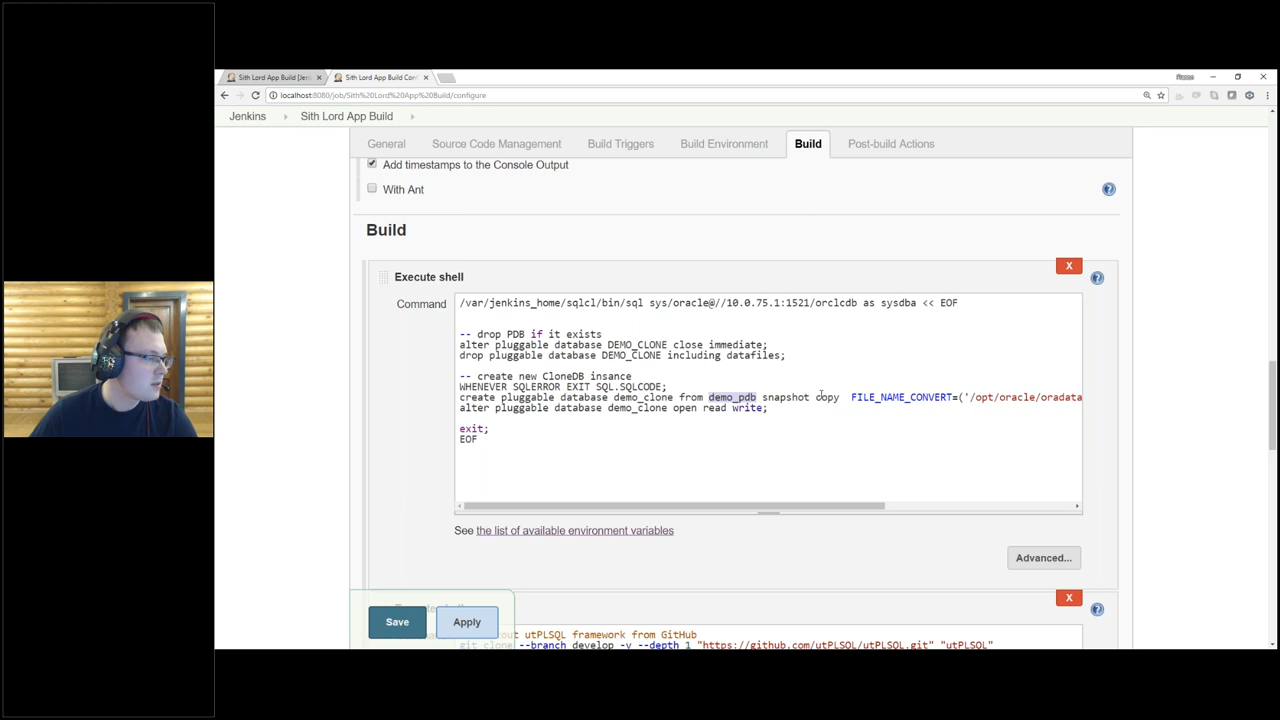 Sith Lord App Build [Jen
Sith Lord App Build Con
localhost:8080/job/Sith%20Lord%20App%20Build/configure
Jenkins
Sith Lord App Build
General
Source Code Management
Build Triggers
Build Environment
Build
Post-build Actions
Add timestamps to the Console Output
With Ant
Build
X
Execute shell
Command
/var/jenkins_home/sqlcl/bin/sql sys/oracle@//10.0.75.1:1521/orclcdb as sysdba << EOF
-- drop PDB if it exists
alter pluggable database DEMO_CLONE close immediate;
drop pluggable database DEMO_CLONE including datafiles;
-- create new CloneDB insance
WHENEVER SQLERROR EXIT SQL.SQLCODE;
create pluggable database demo_clone from demo_pdb snapshot copy FILE_NAME_CONVERT=('/opt/oracle/oradata
alter pluggable database demo_clone open read write;
exit;
EOF
See the list of available environment variables
Advanced...
X
Save
Apply
out utPLSQL framework from GitHub
git clone --branch develop -v --depth 1 "https://github.com/utPLSQL/utPLSQL.git" "utPLSQL"